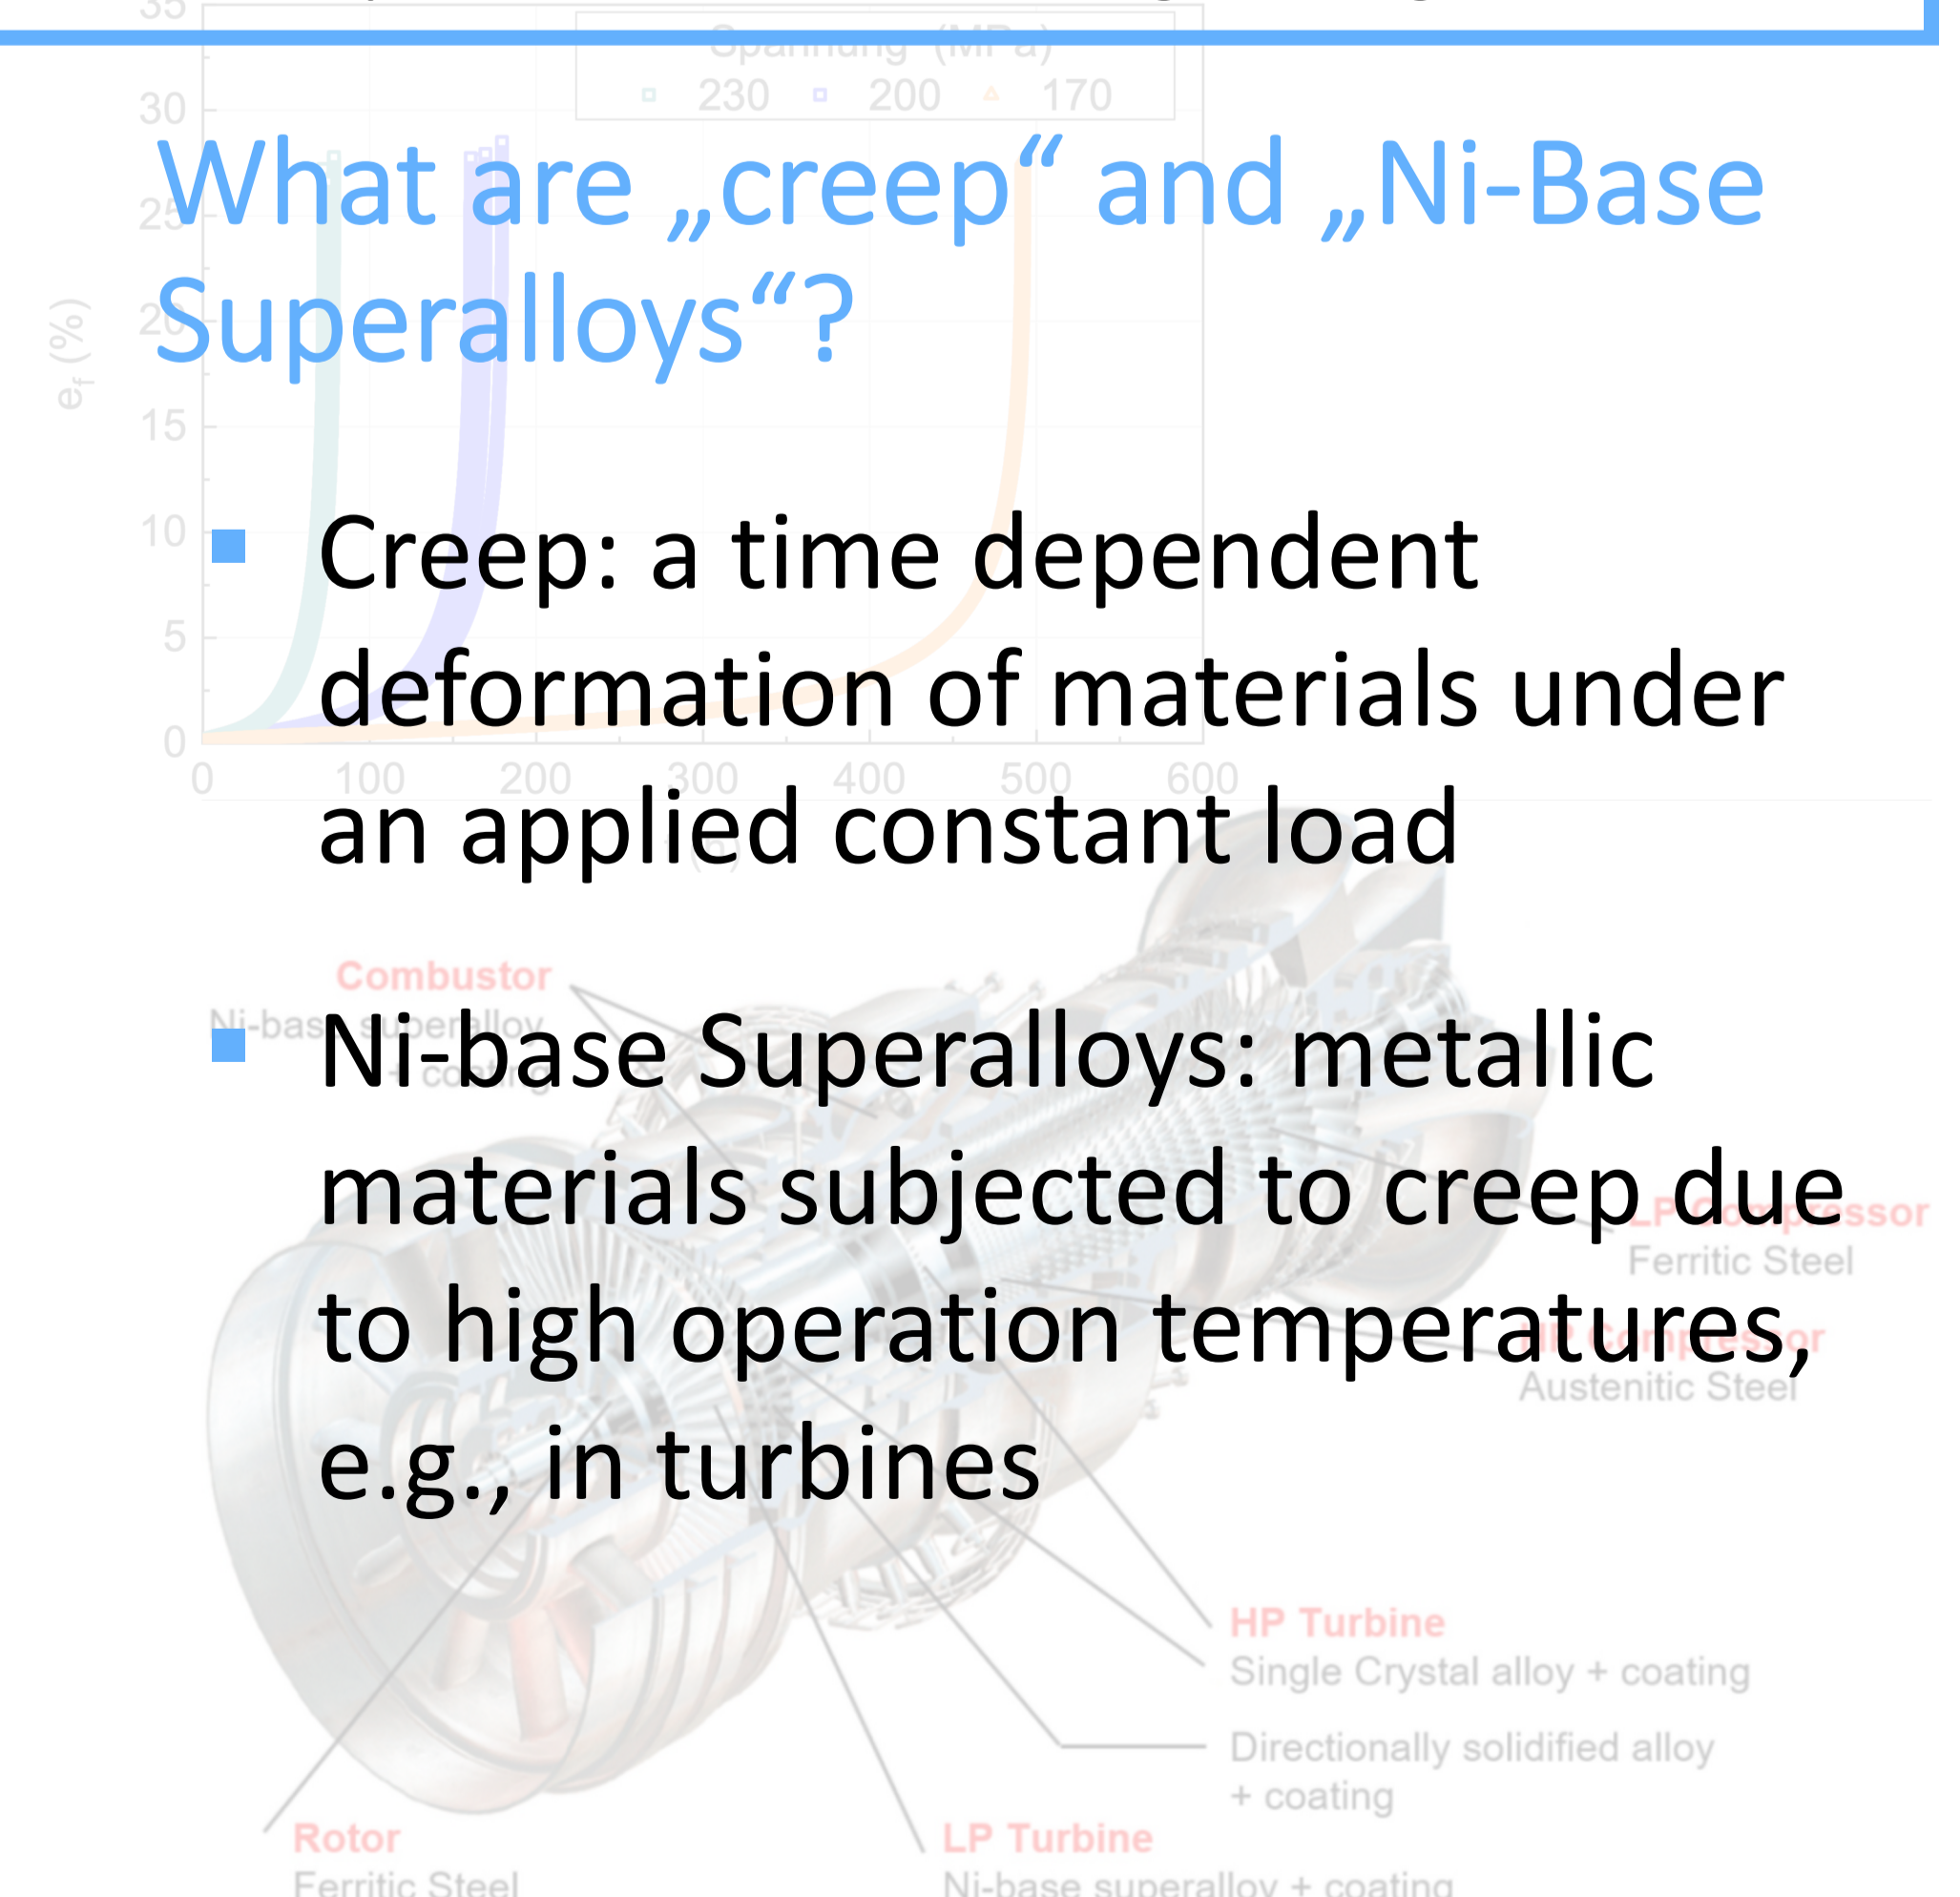 35
Spannung (MPa)
230 200 170
30
25
20
15
10
5
0
e_f (%)
0 100 200 300 400 500 600
What are „creep“ and „Ni-Base
Superalloys“?
Creep: a time dependent
deformation of materials under
an applied constant load
Combustor
Ni-base superalloy
+ coating
Ni-base Superalloys: metallic
materials subjected to creep due
to high operation temperatures,
e.g., in turbines
LP Compressor
Ferritic Steel
HP Compressor
Austenitic Steel
HP Turbine
Single Crystal alloy + coating
Directionally solidified alloy
+ coating
Rotor
Ferritic Steel
LP Turbine
Ni-base superalloy + coating